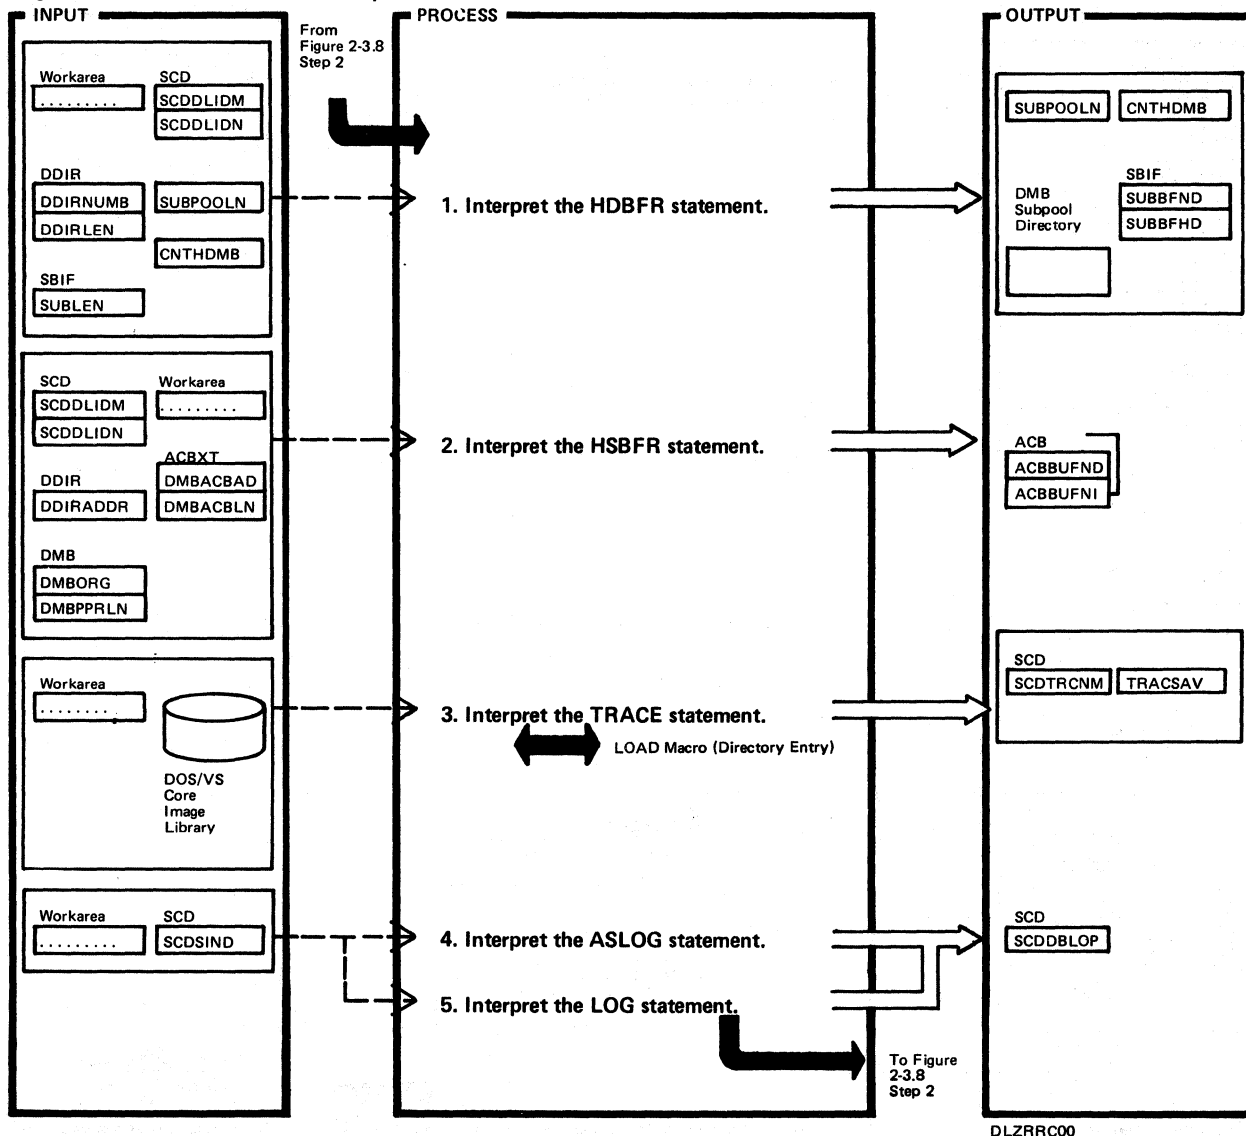 INPUT
Workarea
. . . . . . . . .
SCD
SCDDLIDM
SCDDLIDN
DDIR
DDIRNUMB
DDIRLEN
SUBPOOLN
CNTHDMB
SBIF
SUBLEN
SCD
SCDDLIDM
SCDDLIDN
Workarea
. . . . . . . . .
DDIR
DDIRADDR
ACBXT
DMBACBAD
DMBACBLN
DMB
DMBORG
DMBPPRLN
Workarea
. . . . . . . .
DOS/VS
Core
Image
Library
Workarea
. . . . . . . . .
SCD
SCDSIND
From
Figure 2-3.8
Step 2
PROCESS
1. Interpret the HDBFR statement.
2. Interpret the HSBFR statement.
3. Interpret the TRACE statement.
LOAD Macro (Directory Entry)
4. Interpret the ASLOG statement.
5. Interpret the LOG statement.
To Figure
2-3.8
Step 2
OUTPUT
SUBPOOLN
CNTHDMB
DMB
Subpool
Directory
SBIF
SUBBFND
SUBBFHD
ACB
ACBBUFND
ACBBUFNI
SCD
SCDTRCNM
TRACSAV
SCD
SCDDBLOP
DLZRRC00